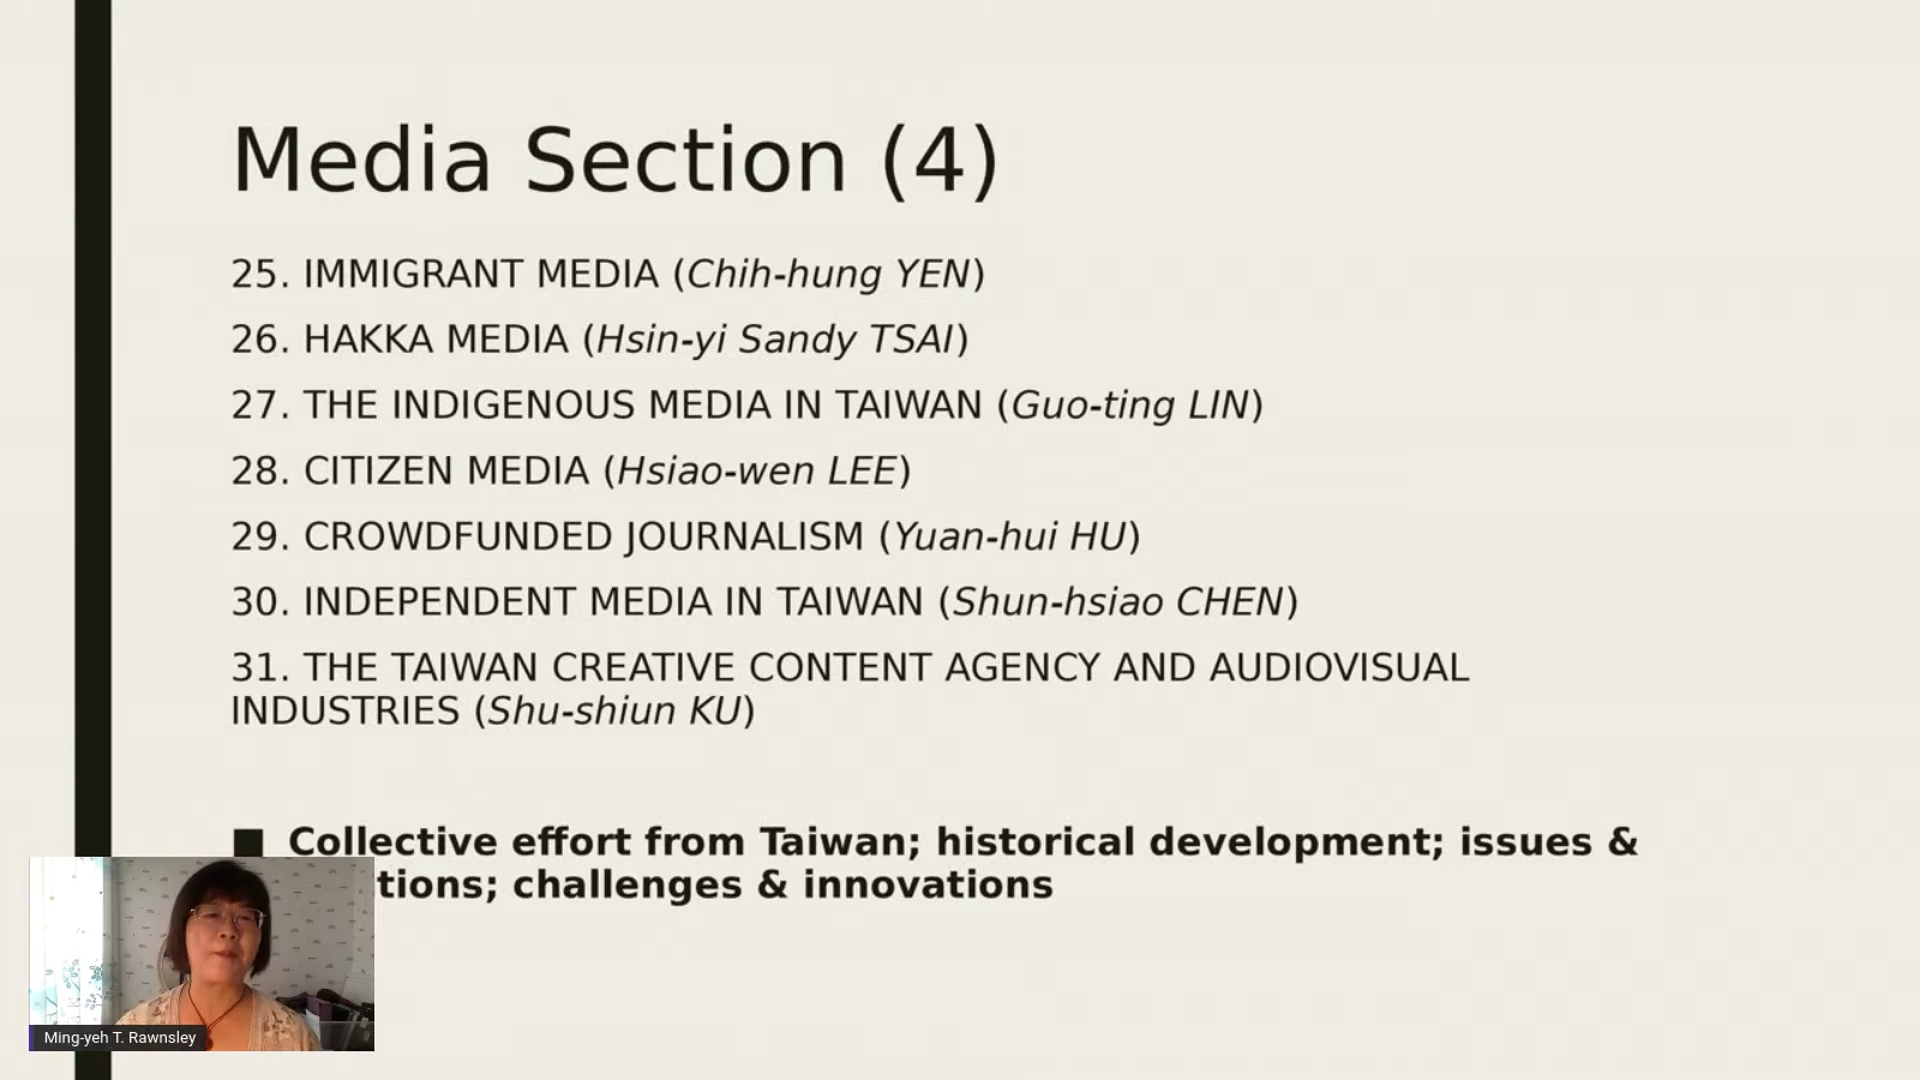 Media Section (4)
25. IMMIGRANT MEDIA (Chih-hung YEN)
26. HAKKA MEDIA (Hsin-yi Sandy TSAI)
27. THE INDIGENOUS MEDIA IN TAIWAN (Guo-ting LIN)
28. CITIZEN MEDIA (Hsiao-wen LEE)
29. CROWDFUNDED JOURNALISM (Yuan-hui HU)
30. INDEPENDENT MEDIA IN TAIWAN (Shun-hsiao CHEN)
31. THE TAIWAN CREATIVE CONTENT AGENCY AND AUDIOVISUAL
INDUSTRIES (Shu-shiun KU)
■ Collective effort from Taiwan; historical development; issues &
challenges & innovations
Ming-yeh T. Rawnsley